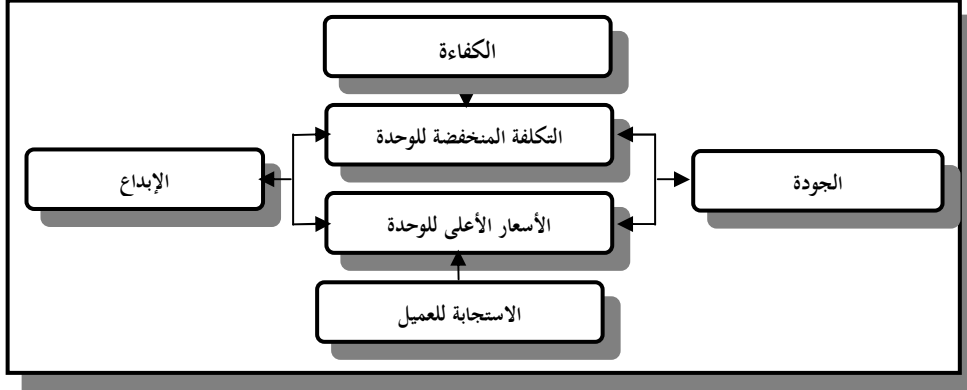 الكفاءة
التكلفة المنخفضة للوحدة
الجودة
الإبداع
الأسعار الأعلى للوحدة
الاستجابة للعميل